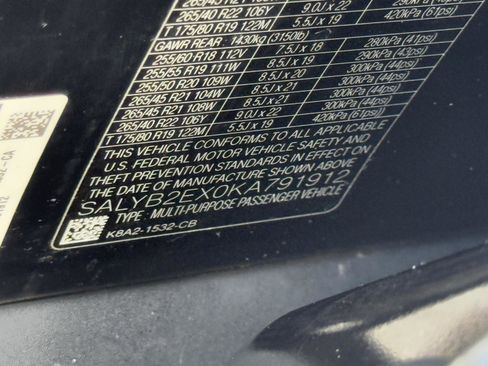 265/40 R22 106Y 9.0J x 22 290kPa
T 175/80 R19 122M 5.5J x 19 420kPa (61psi)
GAWR REAR 1430kg (3150lb)
255/60 R18 112V 7.5J x 18 280kPa (41psi)
255/55 R19 111W 8.5J x 19 290kPa (43psi)
255/50 R20 109W 8.5J x 20 300kPa (44psi)
265/45 R21 104W 8.5J x 21 300kPa (44psi)
265/45 R21 108W 8.5J x 21 300kPa (44psi)
265/40 R22 106Y 9.0J x 22 300kPa (44psi)
T 175/80 R19 122M 5.5J x 19 420kPa (61psi)
THIS VEHICLE CONFORMS TO ALL APPLICABLE
U.S. FEDERAL MOTOR VEHICLE SAFETY AND
THEFT PREVENTION STANDARDS IN EFFECT ON
THE DATE OF MANUFACTURE SHOWN ABOVE
SALYB2EX0KA791912
TYPE: MULTI-PURPOSE PASSENGER VEHICLE
K8A2-1532-CB